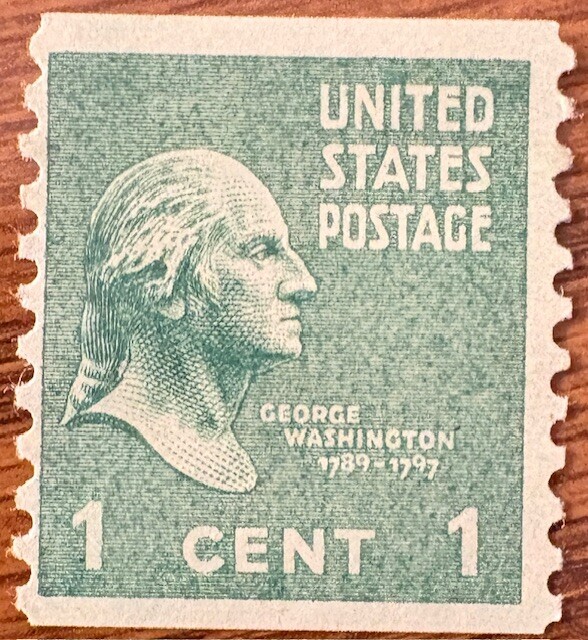 UNITED
STATES
POSTAGE
GEORGE
WASHINGTON
1789-1797
1 CENT 1